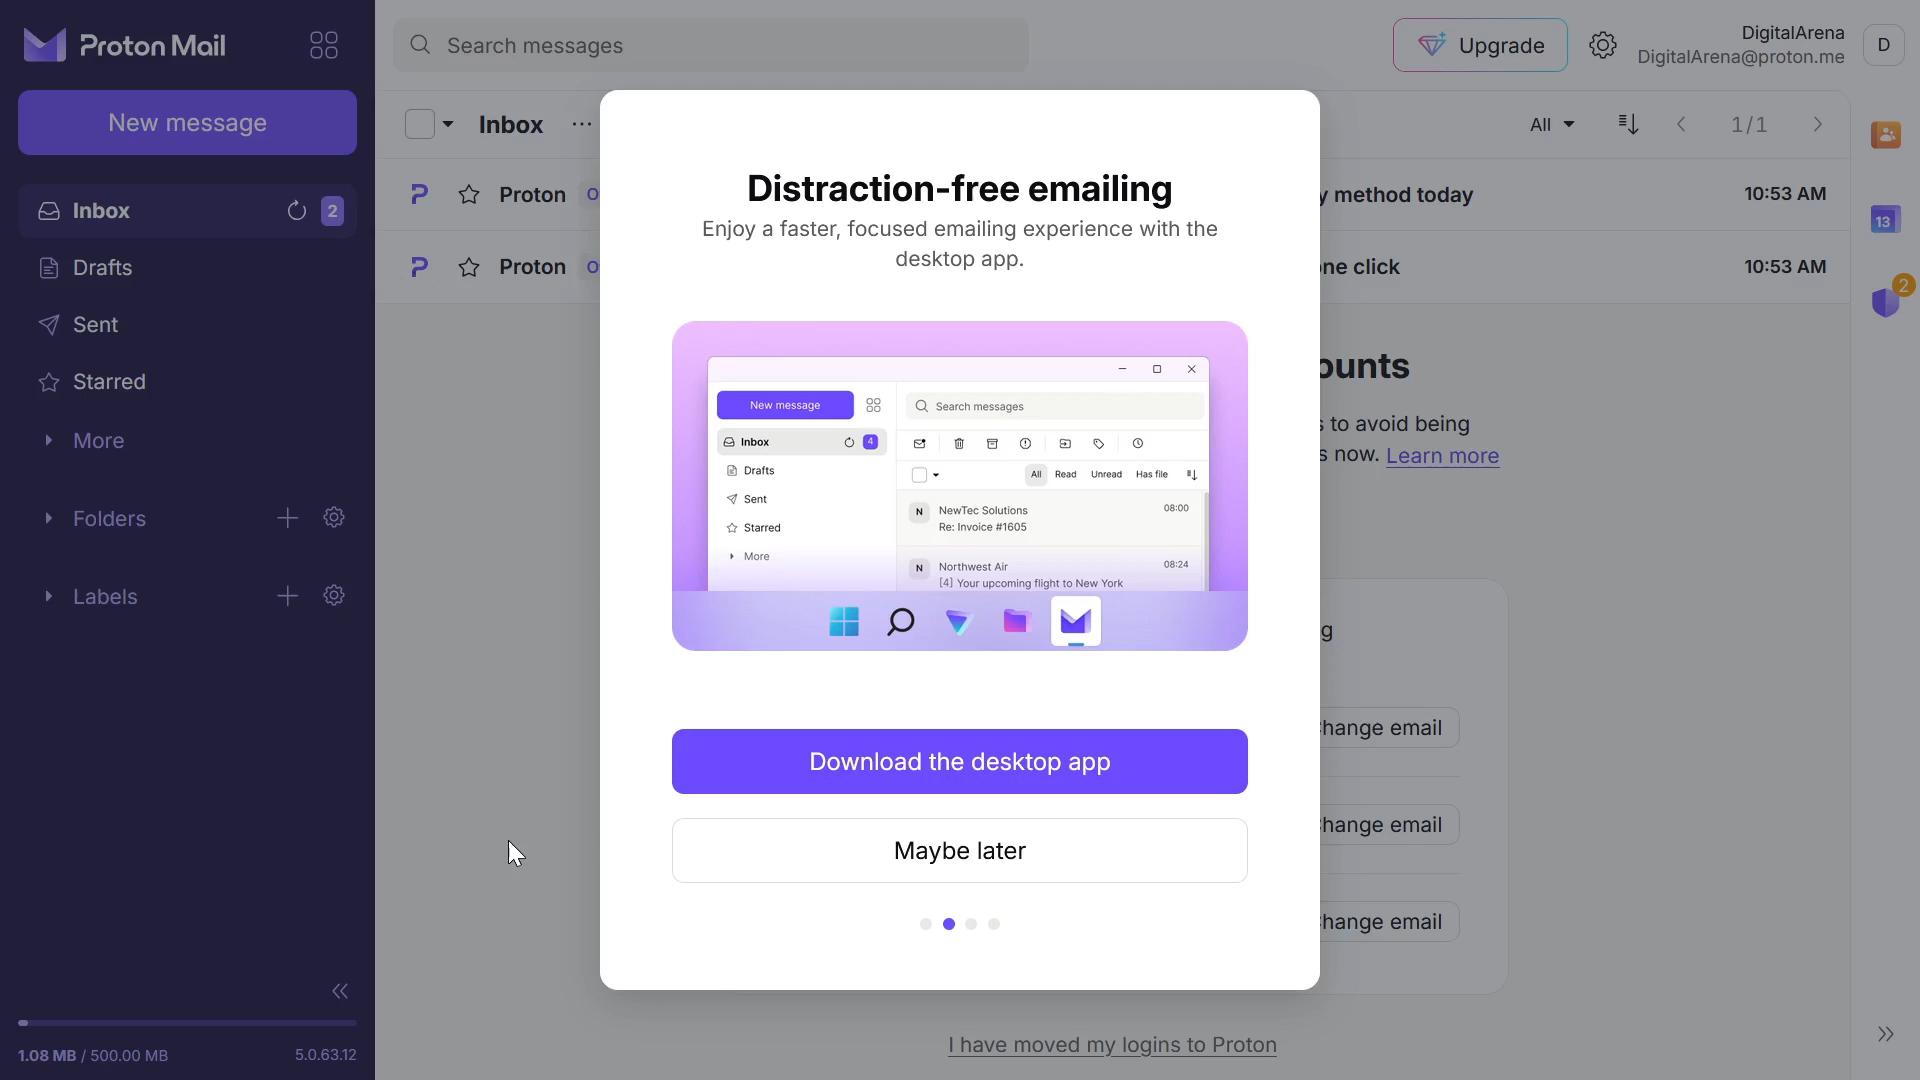 Proton Mail
Search messages
Upgrade
DigitalArena
DigitalArena@proton.me
D
New message
Inbox
All
1/1
Inbox 2
Drafts
Sent
Starred
More
Folders
Labels
Proton
method today
10:53 AM
Proton
click
10:53 AM
13
2
to avoid being
now. Learn more
Change email
Change email
Change email
I have moved my logins to Proton
1.08 MB / 500.00 MB
5.0.63.12
Distraction-free emailing
Enjoy a faster, focused emailing experience with the
desktop app.
New message
Search messages
Inbox 4
Drafts
Sent
Starred
More
All Read Unread Has file
N NewTec Solutions 08:00
Re: Invoice #1605
N Northwest Air 08:24
[4] Your upcoming flight to New York
Download the desktop app
Maybe later